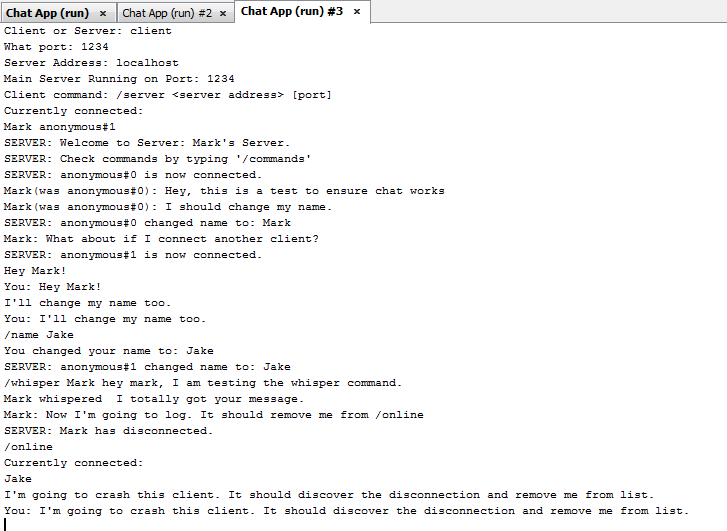 Chat App (run) × Chat App (run) #2 × Chat App (run) #3 ×
Client or Server: client
What port: 1234
Server Address: localhost
Main Server Running on Port: 1234
Client command: /server <server address> [port]
Currently connected:
Mark anonymous#1
SERVER: Welcome to Server: Mark's Server.
SERVER: Check commands by typing '/commands'
SERVER: anonymous#0 is now connected.
Mark(was anonymous#0): Hey, this is a test to ensure chat works
Mark(was anonymous#0): I should change my name.
SERVER: anonymous#0 changed name to: Mark
Mark: What about if I connect another client?
SERVER: anonymous#1 is now connected.
Hey Mark!
You: Hey Mark!
I'll change my name too.
You: I'll change my name too.
/name Jake
You changed your name to: Jake
SERVER: anonymous#1 changed name to: Jake
/whisper Mark hey mark, I am testing the whisper command.
Mark whispered  I totally got your message.
Mark: Now I'm going to log. It should remove me from /online
SERVER: Mark has disconnected.
/online
Currently connected:
Jake
I'm going to crash this client. It should discover the disconnection and remove me from list.
You: I'm going to crash this client. It should discover the disconnection and remove me from list.